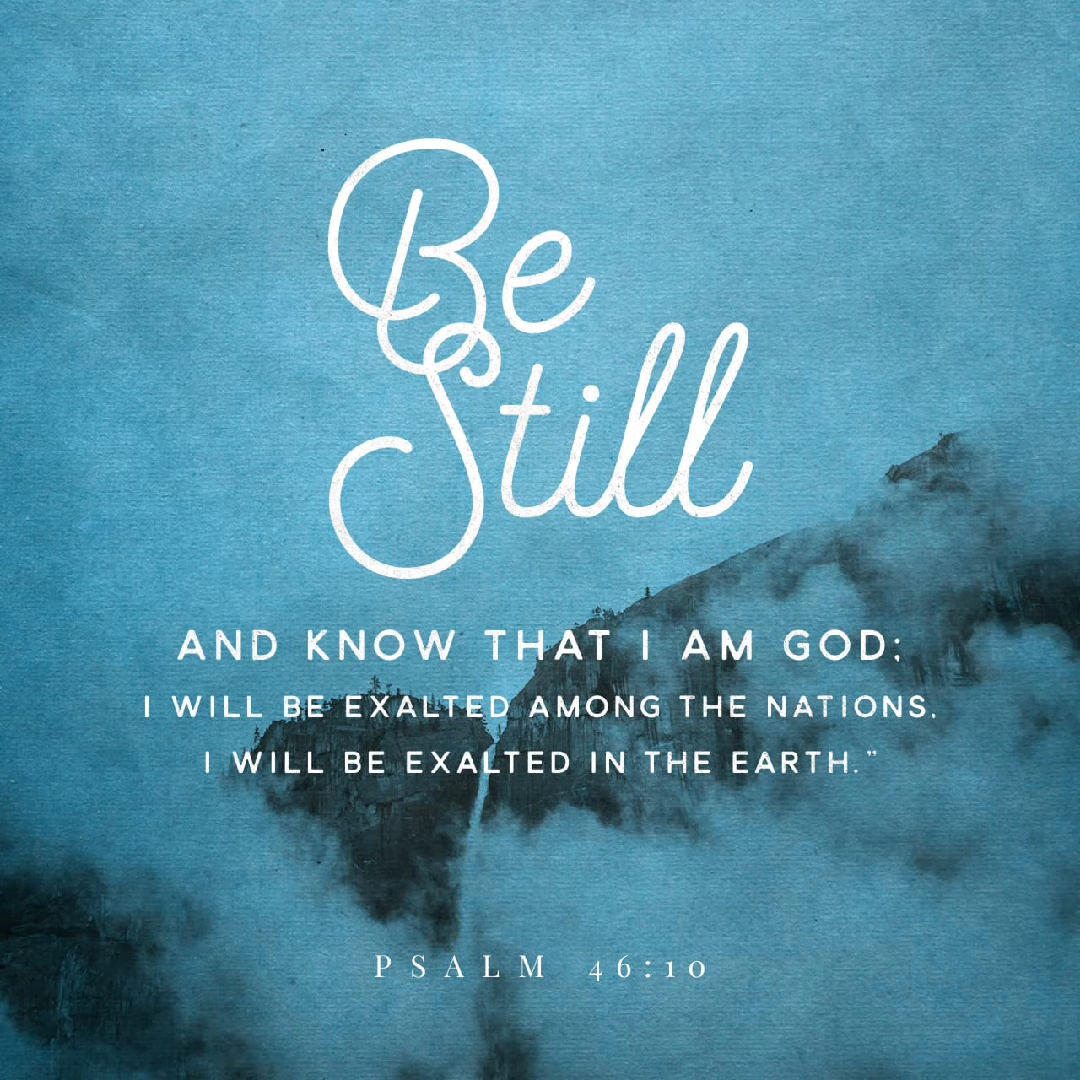 Be
Still
AND KNOW THAT I AM GOD;
I WILL BE EXALTED AMONG THE NATIONS,
I WILL BE EXALTED IN THE EARTH.”
PSALM 46:10